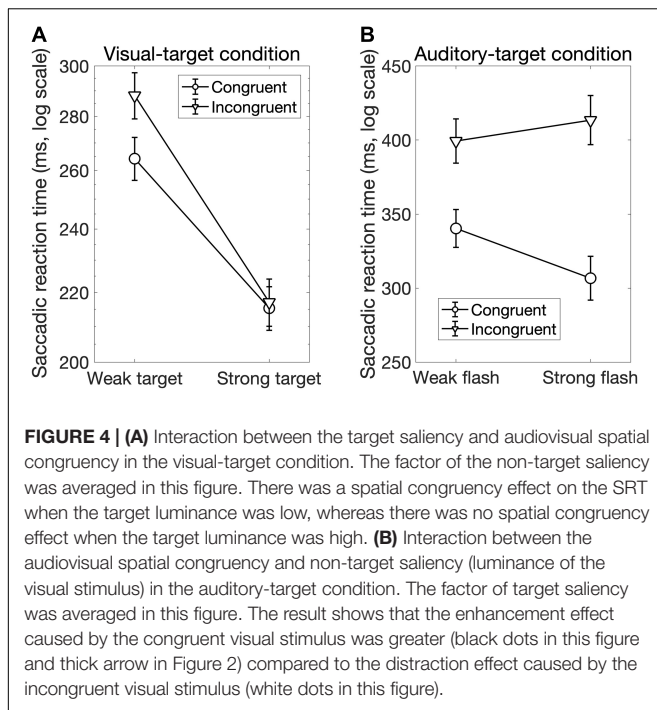 A
Visual-target condition
Saccadic reaction time (ms, log scale)
300
280
260
240
220
200
Congruent
Incongruent
Weak target
Strong target
B
Auditory-target condition
Saccadic reaction time (ms, log scale)
450
400
350
300
250
Congruent
Incongruent
Weak flash
Strong flash
FIGURE 4 | (A) Interaction between the target saliency and audiovisual spatial
congruency in the visual-target condition. The factor of the non-target saliency
was averaged in this figure. There was a spatial congruency effect on the SRT
when the target luminance was low, whereas there was no spatial congruency
effect when the target luminance was high. (B) Interaction between the
audiovisual spatial congruency and non-target saliency (luminance of the
visual stimulus) in the auditory-target condition. The factor of target saliency
was averaged in this figure. The result shows that the enhancement effect
caused by the congruent visual stimulus was greater (black dots in this figure
and thick arrow in Figure 2) compared to the distraction effect caused by the
incongruent visual stimulus (white dots in this figure).